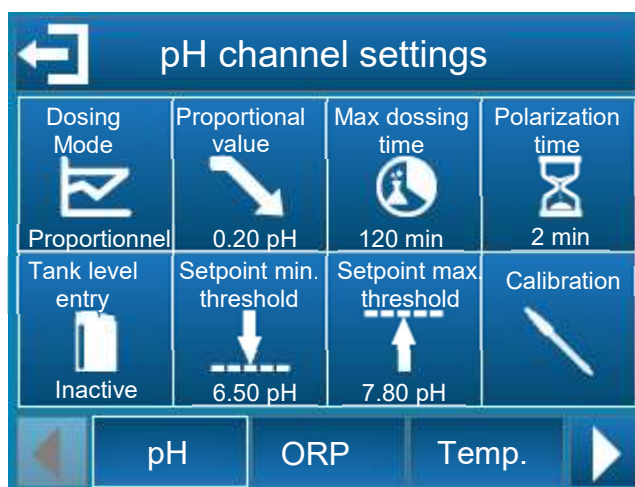 pH channel settings
Dosing
Mode
Proportionnel
Proportional
value
0.20 pH
Max dossing
time
120 min
Polarization
time
2 min
Tank level
entry
Inactive
Setpoint min.
threshold
6.50 pH
Setpoint max.
threshold
7.80 pH
Calibration
pH
ORP
Temp.